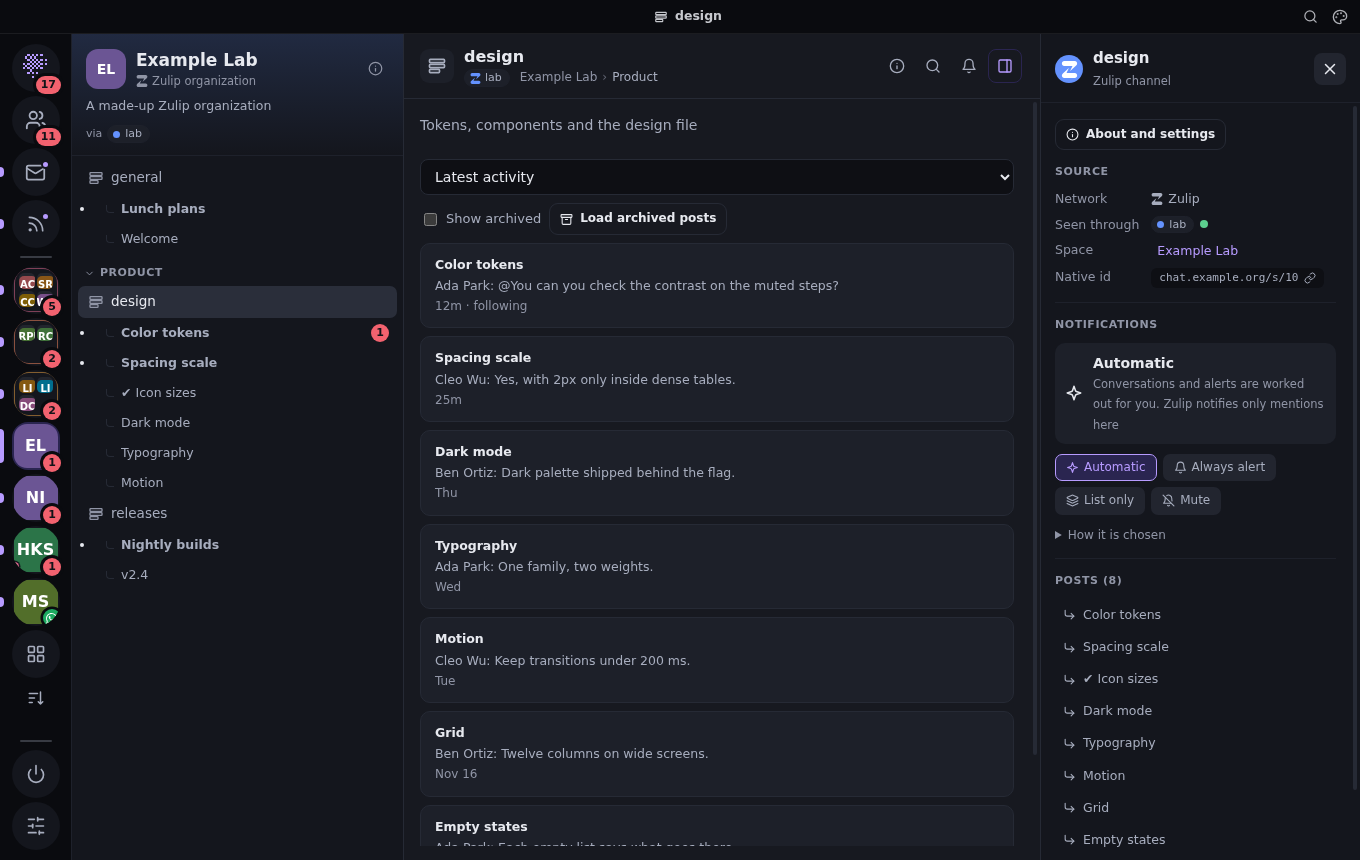 design
17
11
AC SR
CC
5
RP RC
2
LI LI
DC
2
EL
1
NI
1
HKS
1
MS
EL
Example Lab
Zulip organization
A made-up Zulip organization
via lab
general
Lunch plans
Welcome
PRODUCT
design
Color tokens 1
Spacing scale
✔ Icon sizes
Dark mode
Typography
Motion
releases
Nightly builds
v2.4
design
lab Example Lab › Product
Tokens, components and the design file
Latest activity
Show archived Load archived posts
Color tokens
Ada Park: @You can you check the contrast on the muted steps?
12m · following
Spacing scale
Cleo Wu: Yes, with 2px only inside dense tables.
25m
Dark mode
Ben Ortiz: Dark palette shipped behind the flag.
Thu
Typography
Ada Park: One family, two weights.
Wed
Motion
Cleo Wu: Keep transitions under 200 ms.
Tue
Grid
Ben Ortiz: Twelve columns on wide screens.
Nov 16
Empty states
Ada Park: Each empty list says what goes there.
design
Zulip channel
About and settings
SOURCE
Network Zulip
Seen through lab
Space Example Lab
Native id chat.example.org/s/10
NOTIFICATIONS
Automatic
Conversations and alerts are worked
out for you. Zulip notifies only mentions
here
Automatic Always alert
List only Mute
How it is chosen
POSTS (8)
Color tokens
Spacing scale
✔ Icon sizes
Dark mode
Typography
Motion
Grid
Empty states